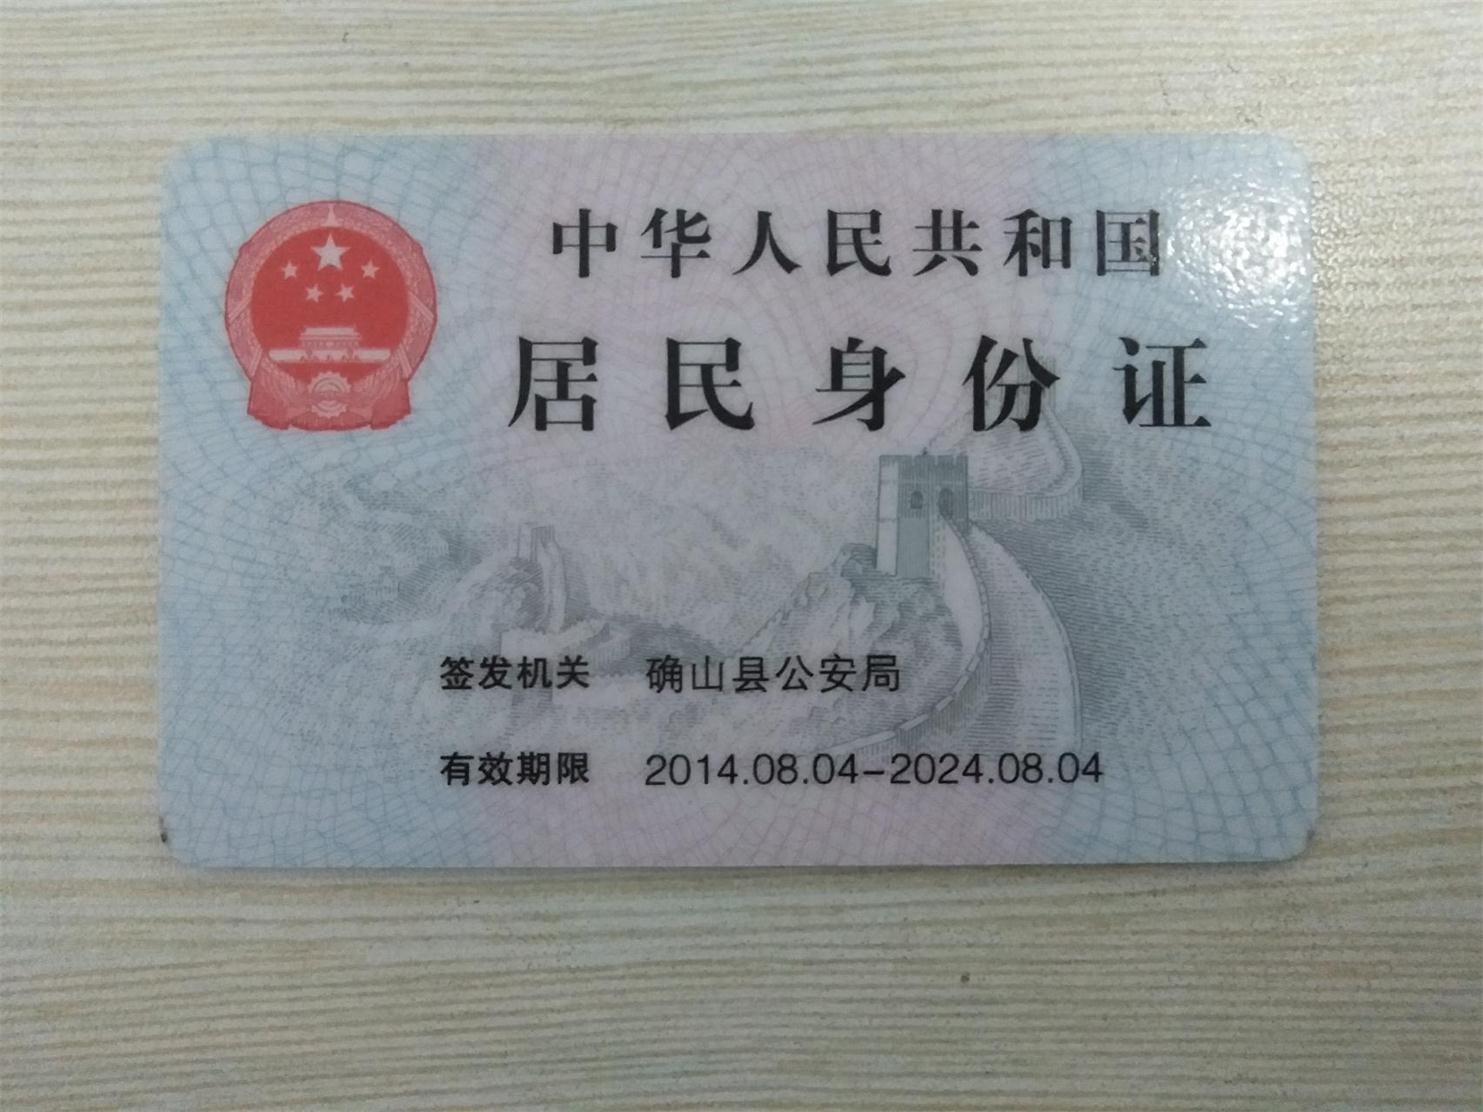 中华人民共和国
居民身份证
签发机关 确山县公安局
有效期限 2014.08.04-2024.08.04